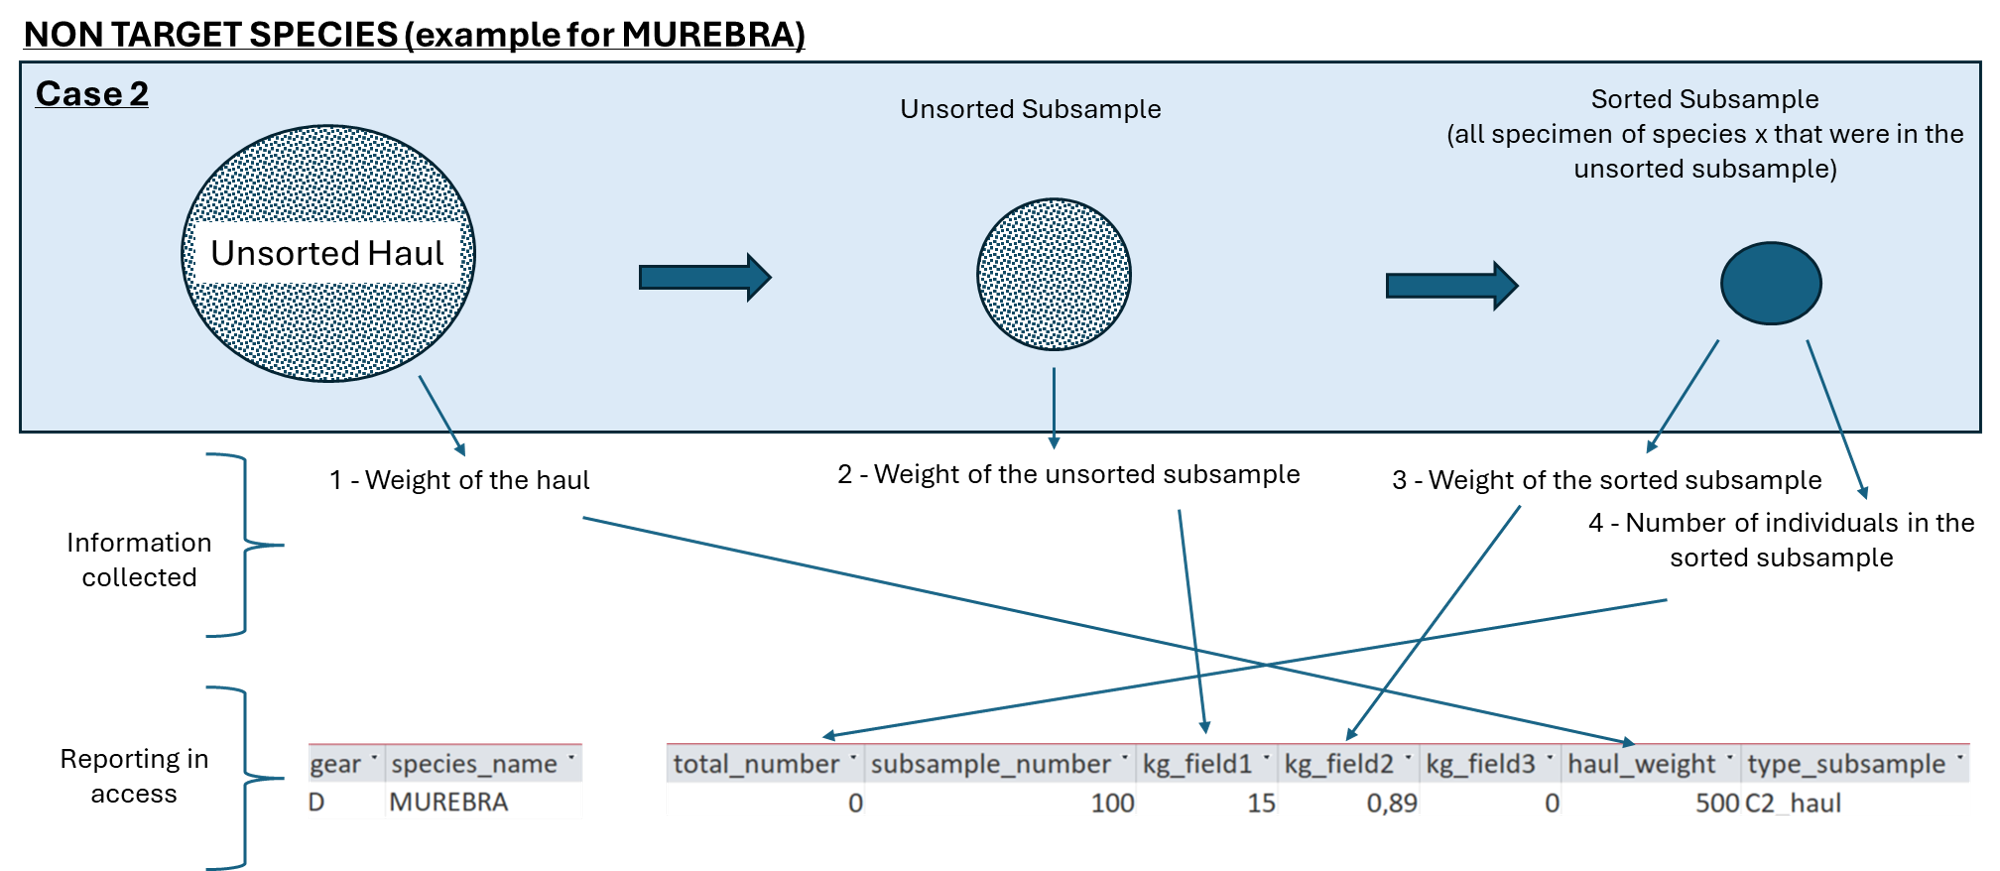 NON TARGET SPECIES (example for MUREBRA)
Case 2
Unsorted Haul
Unsorted Subsample
Sorted Subsample
(all specimen of species x that were in the
unsorted subsample)
Information
collected
1 - Weight of the haul
2 - Weight of the unsorted subsample
3 - Weight of the sorted subsample
4 - Number of individuals in the
sorted subsample
Reporting in
access
gear species_name total_number subsample_number kg_field1 kg_field2 kg_field3 haul_weight type_subsample
D MUREBRA 0 100 15 0,89 0 500 C2_haul